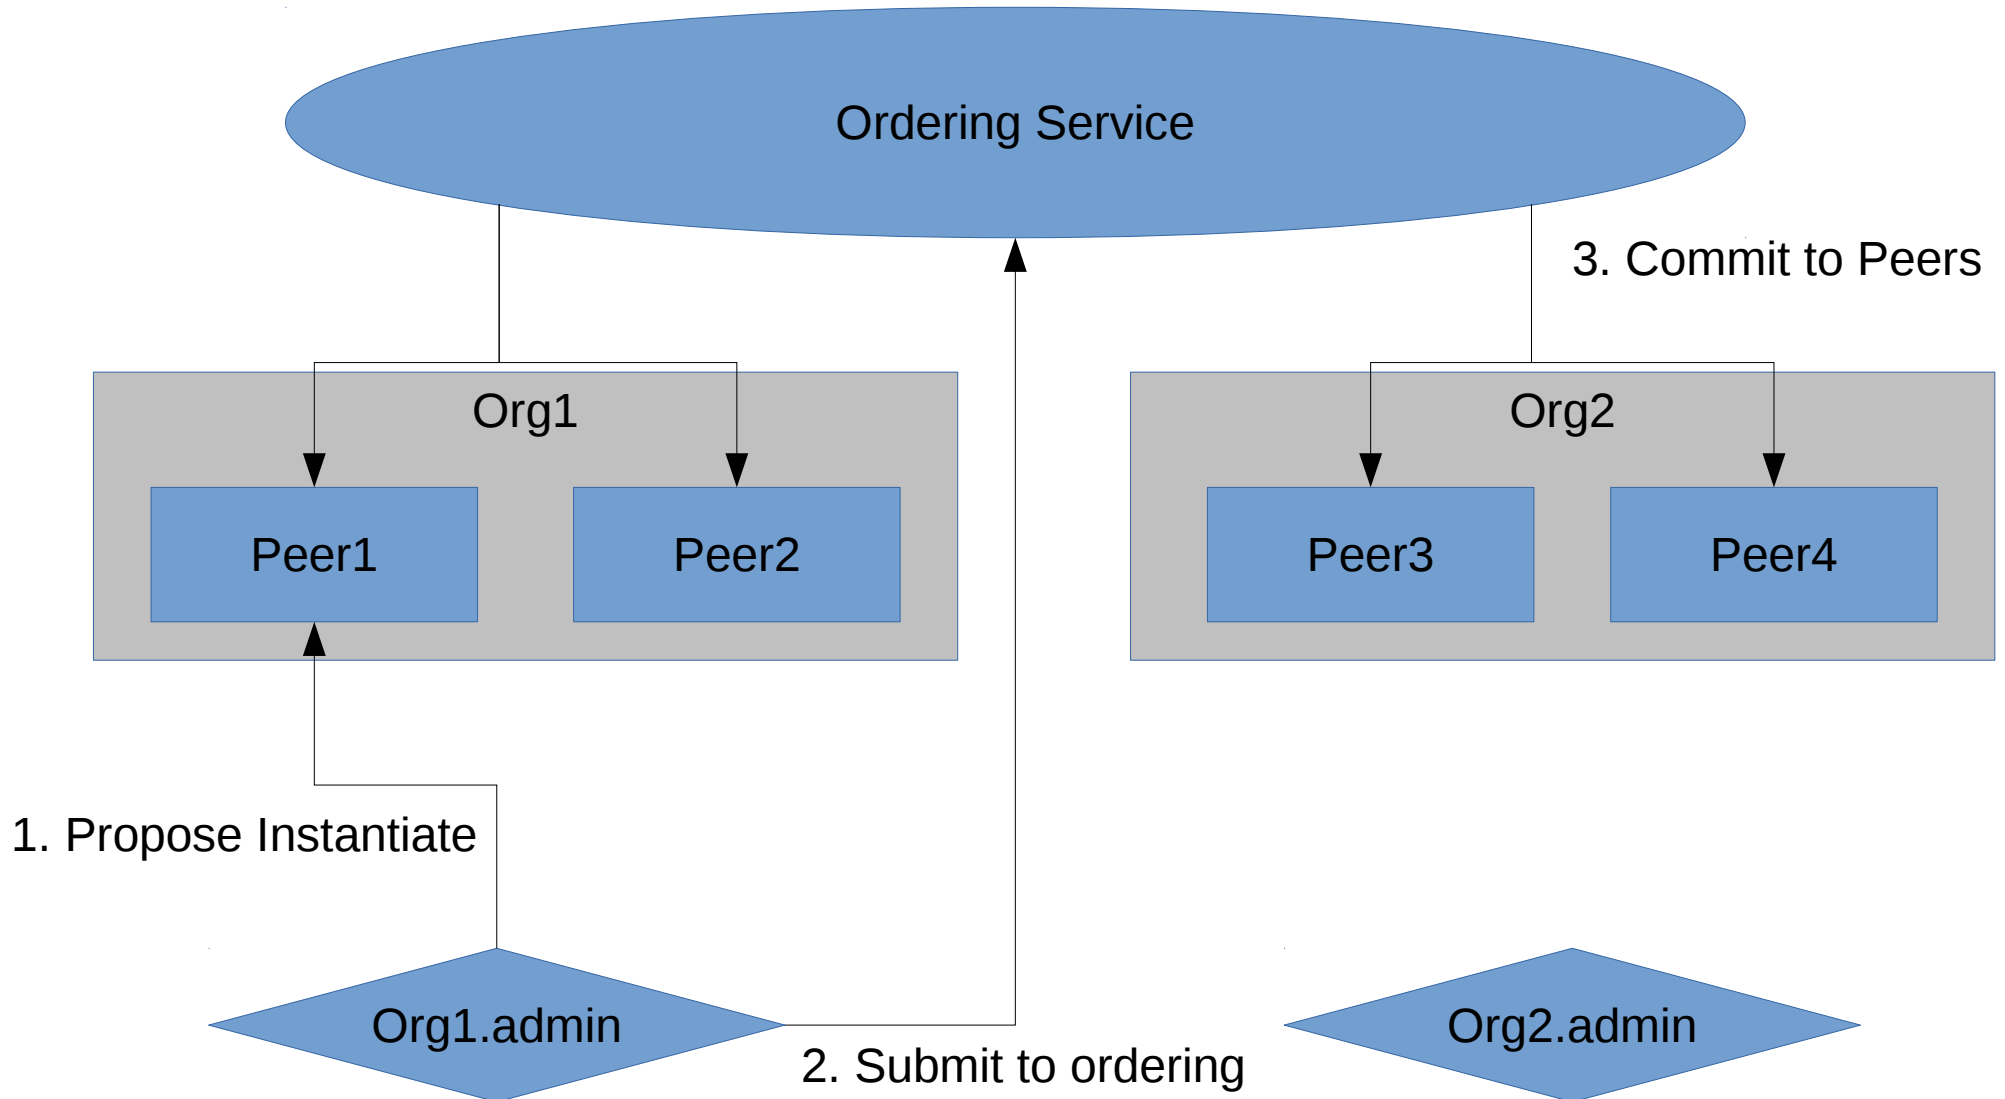 Ordering Service
3. Commit to Peers
Org1
Org2
Peer1
Peer2
Peer3
Peer4
1. Propose Instantiate
Org1.admin
Org2.admin
2. Submit to ordering